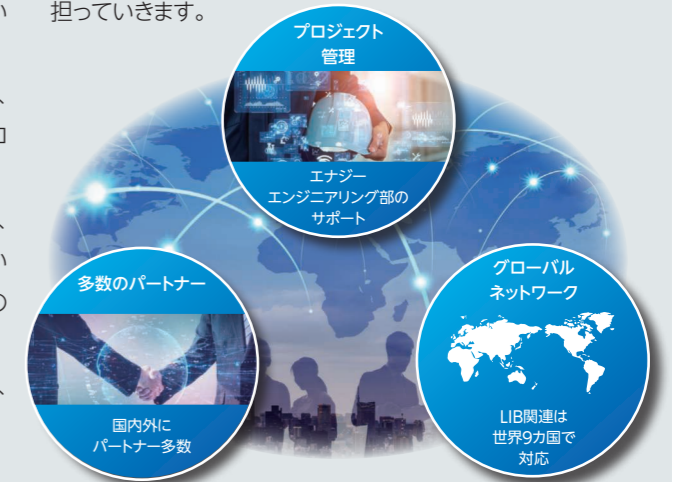 い
担っていきます。
、
ロ
、
い
の
、
プロジェクト
管理
エナジー
エンジニアリング部の
サポート
多数のパートナー
国内外に
パートナー多数
グローバル
ネットワーク
LIB関連は
世界9カ国で
対応